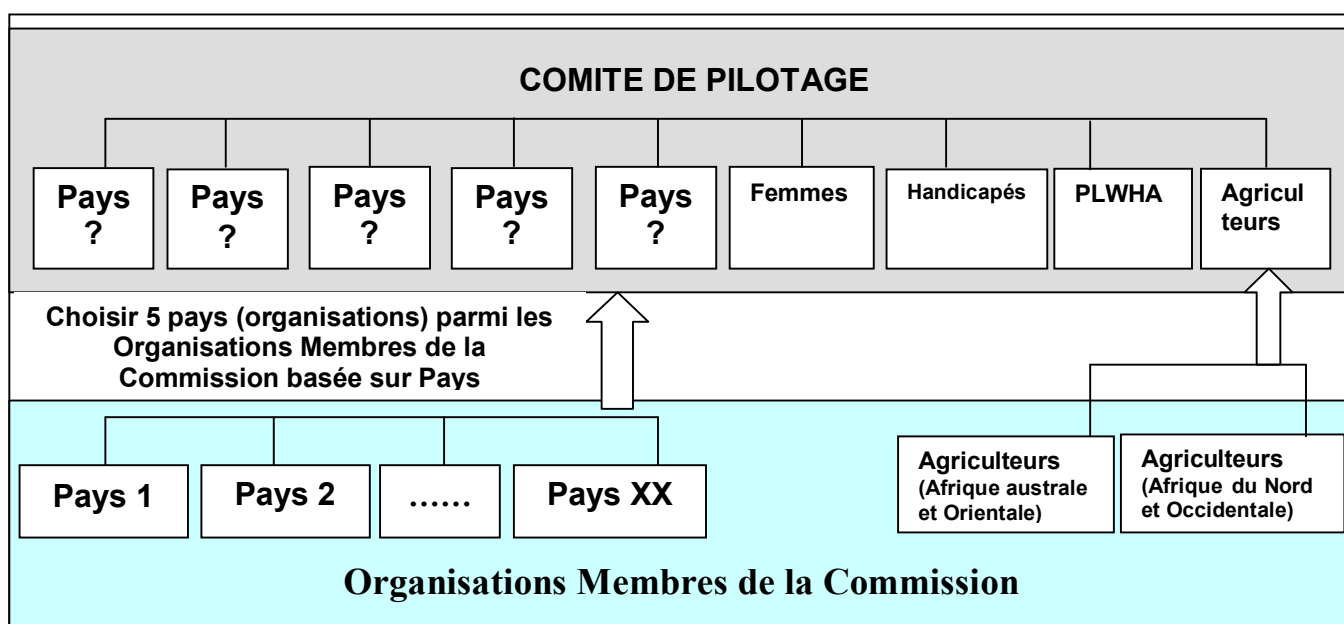 COMITE DE PILOTAGE
Pays
?
Pays
?
Pays
?
Pays
?
Pays
?
Femmes
Handicapés
PLWHA
Agricul
teurs
Choisir 5 pays (organisations) parmi les
Organisations Membres de la
Commission basée sur Pays
Pays 1
Pays 2
……
Pays XX
Agriculteurs
(Afrique australe
et Orientale)
Agriculteurs
(Afrique du Nord
et Occidentale)
Organisations Membres de la Commission